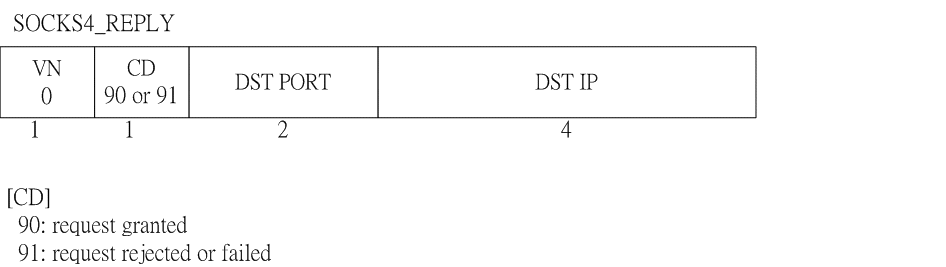 SOCKS4_REPLY
VN CD DST PORT DST IP
0 90 or 91
1 1 2 4
[CD]
90: request granted
91: request rejected or failed